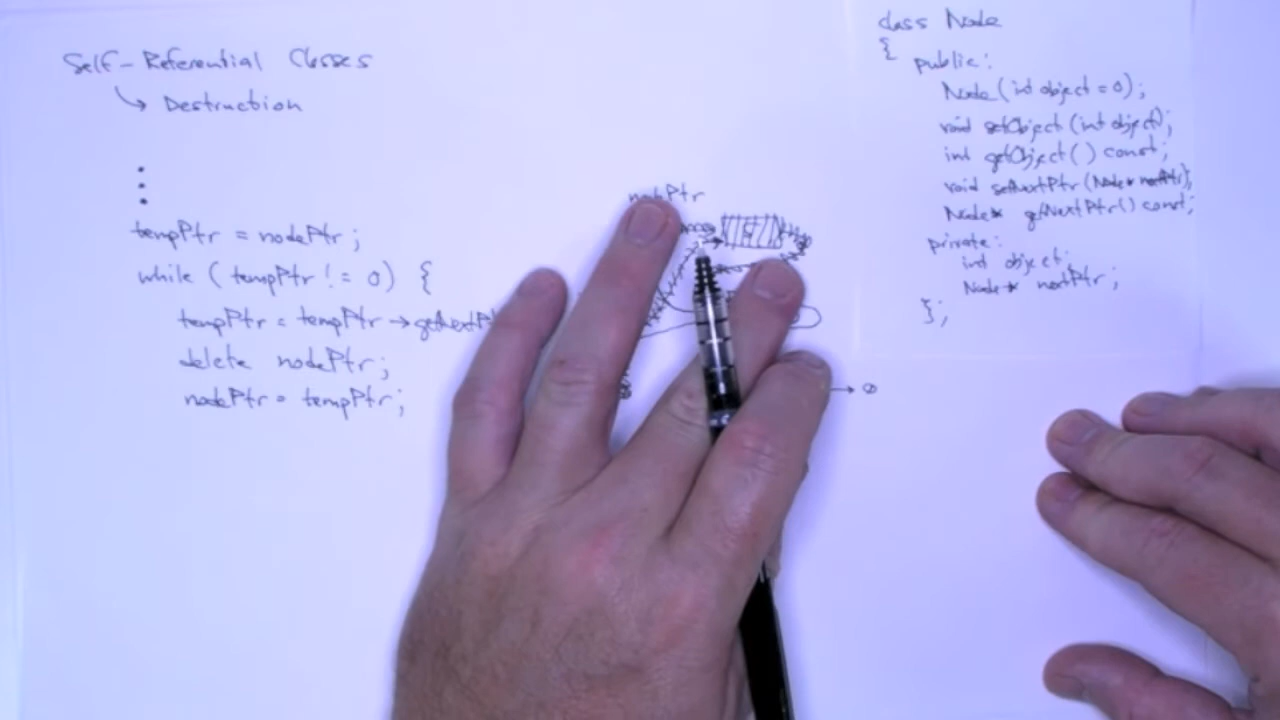 Self-Referential Classes
↳ Destruction
tempPtr = nodePtr;
while (tempPtr != 0) {
tempPtr = tempPtr → getNextPt
delete nodePtr;
nodePtr = tempPtr;
nodePtr
0
class Node
{
public:
Node (int object = 0);
void setObject (int object);
int getObject () const;
void setNextPtr (Node* nextPtr);
Node* getNextPtr () const;
private:
int object;
Node* nextPtr;
};